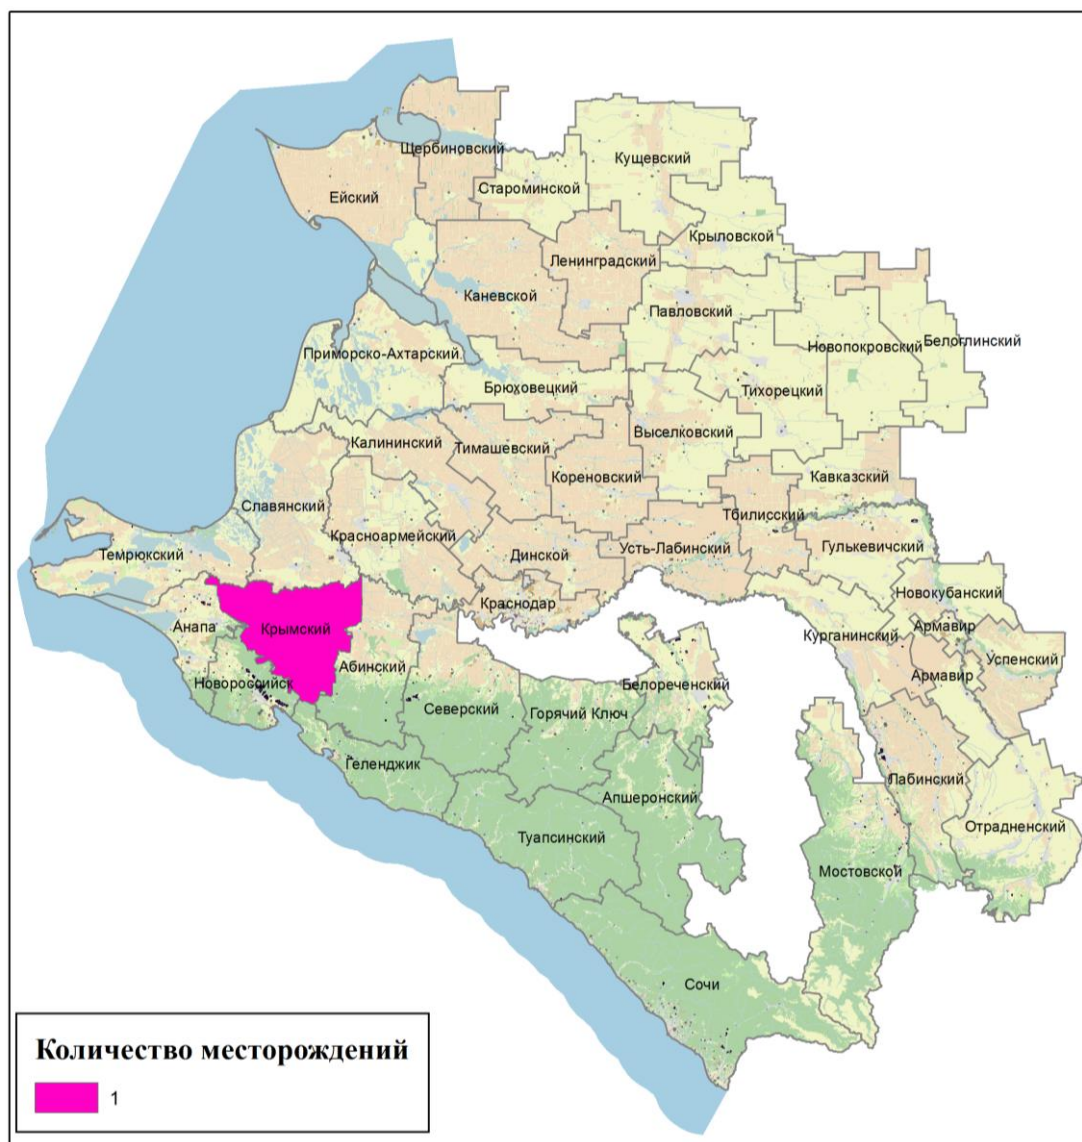 Щербиновский
Кущевский
Староминской
Ейский
Крыловской
Ленинградский
Каневской
Павловский
Новопокровский
Белоглинский
Приморско-Ахтарский
Брюховецкий
Тихорецкий
Выселковский
Калининский
Тимашевский
Кореновский
Кавказский
Славянский
Тбилисский
Красноармейский
Темрюкский
Динской
Усть-Лабинский
Гулькевичский
Краснодар
Новокубанский
Анапа
Крымский
Курганинский
Армавир
Успенский
Абинский
Новороссийск
Белореченский
Армавир
Северский
Горячий Ключ
Геленджик
Лабинский
Апшеронский
Отрадненский
Туапсинский
Мостовской
Сочи
Количество месторождений
1